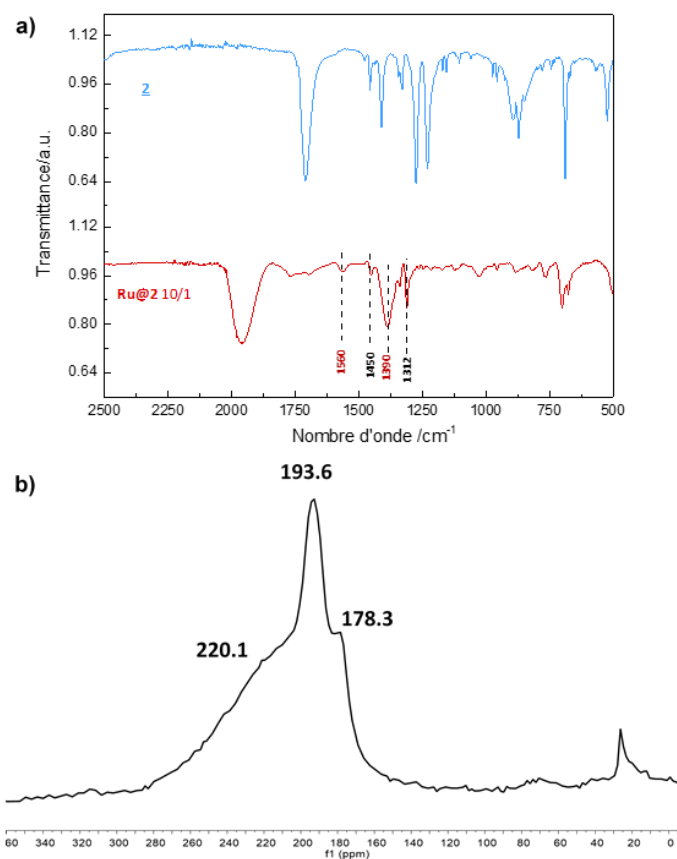 a)
1.12
0.96
0.80
0.64
1.12
0.96
0.80
0.64
Transmittance/a.u.
2
Ru@2 10/1
1560
1450
1390
1312
2500 2000 1750 1500 1250 1000 750 500
Nombre d'onde /cm-1
b)
193.6
220.1
178.3
60 340 320 300 280 260 240 220 200 180 160 140 120 100 80 60 40 20 0
f1 (ppm)